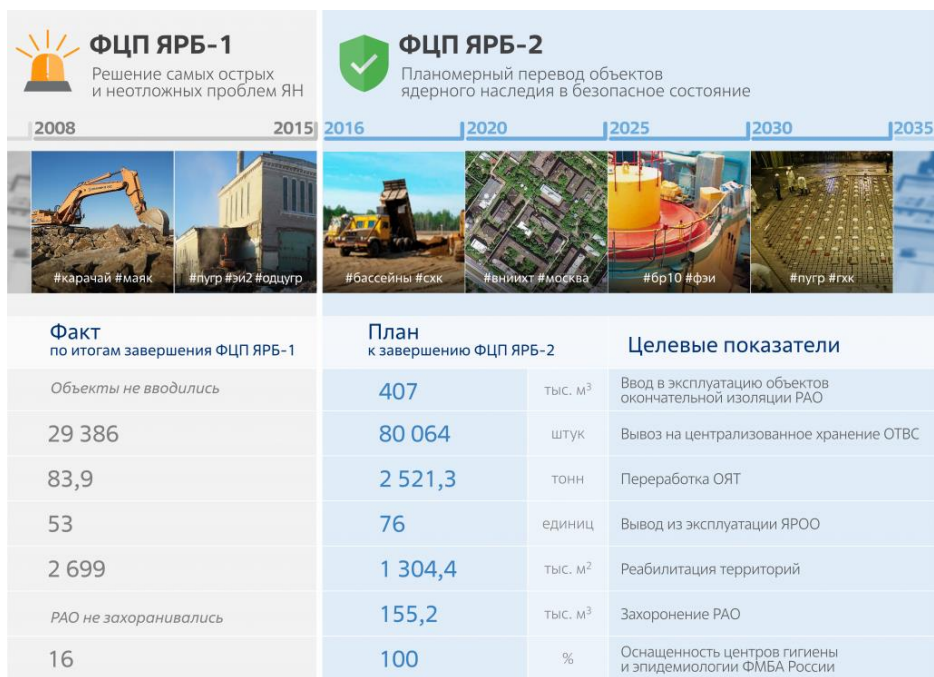 ФЦП ЯРБ-1
Решение самых острых
и неотложных проблем ЯН
ФЦП ЯРБ-2
Планомерный перевод объектов
ядерного наследия в безопасное состояние
2008
2015
2016
2020
2025
2030
2035
#карачай #маяк
#пугр #эи2 #одцугр
#бассейны #схк
#вниихт #москва
#бр10 #фэи
#пугр #гхк
Факт
по итогам завершения ФЦП ЯРБ-1
План
к завершению ФЦП ЯРБ-2
Целевые показатели
Объекты не вводились
407
тыс. м³
Ввод в эксплуатацию объектов
окончательной изоляции РАО
29 386
80 064
штук
Вывоз на централизованное хранение ОТВС
83,9
2 521,3
тонн
Переработка ОЯТ
53
76
единиц
Вывод из эксплуатации ЯРОО
2 699
1 304,4
тыс. м²
Реабилитация территорий
РАО не захоранивались
155,2
тыс. м³
Захоронение РАО
16
100
%
Оснащенность центров гигиены
и эпидемиологии ФМБА России